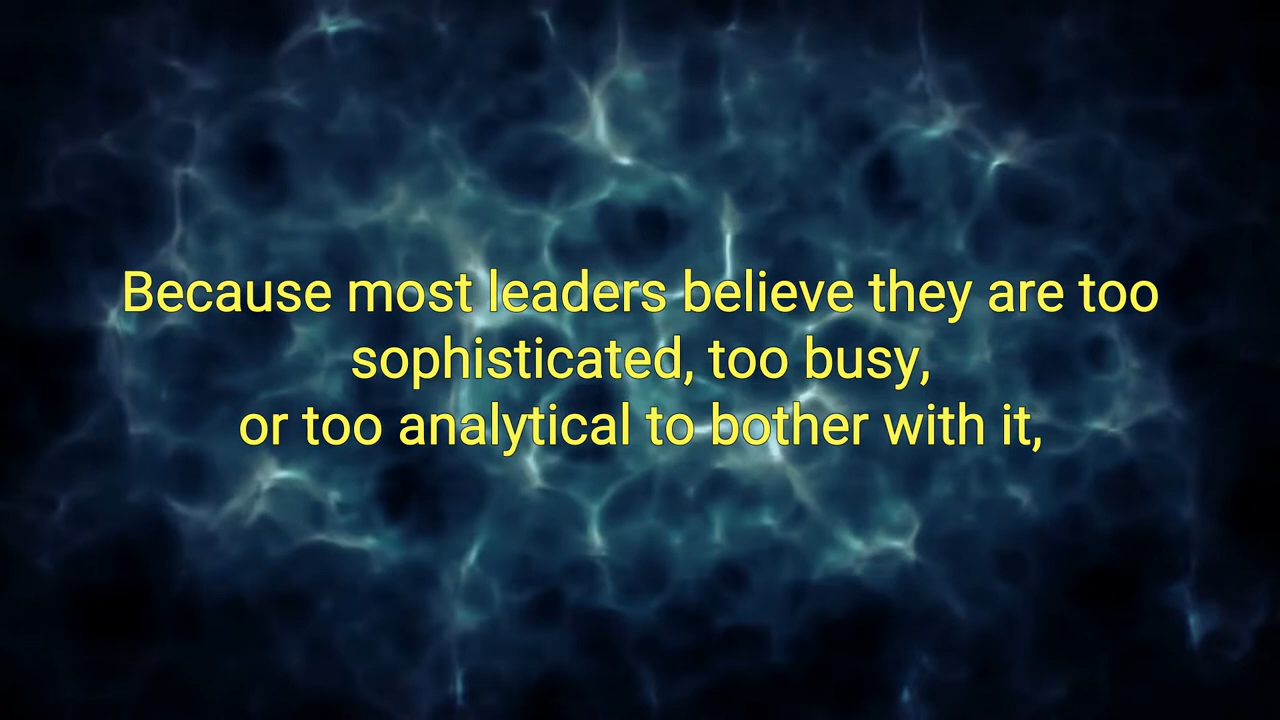 Because most leaders believe they are too
sophisticated, too busy,
or too analytical to bother with it,